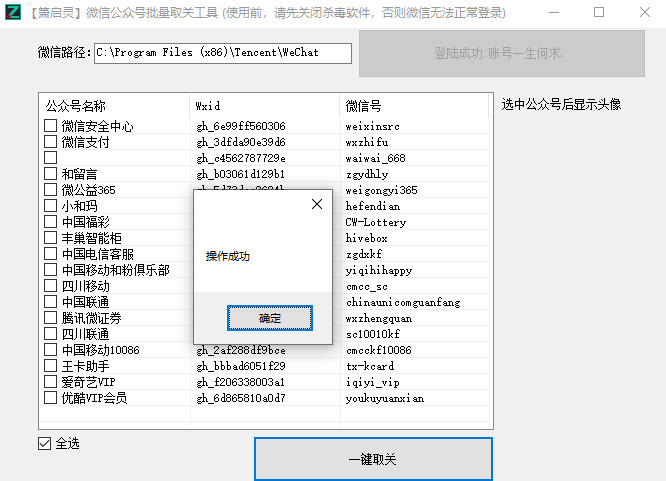 【箫启灵】微信公众号批量取关工具 (使用前，请先关闭杀毒软件，否则微信无法正常登录)
微信路径: C:\Program Files (x86)\Tencent\WeChat 登陆成功:账号一生何求.
公众号名称 Wxid 微信号 选中公众号后显示头像
微信安全中心 gh_6e99ff560306 weixinsrc
微信支付 gh_3dfda90e39d6 wxzhifu
gh_c4562787729e waiwai_668
和留言 gh_b03061d129b1 zgydhly
微公益365 weigongyi365
小和玛 hefendian
中国福彩 CW-Lottery
丰巢智能柜 hivebox
中国电信客服 zgdxkf
中国移动和粉俱乐部 yiqihihappy
四川移动 cmcc_sc
中国联通 chinaunicomguanfang
腾讯微证券 wxzhengquan
四川联通 sc10010kf
中国移动10086 gh_2af288df9bce cmcckf10086
王卡助手 gh_bbbad6051f29 tx-kcard
爱奇艺VIP gh_f206338003a1 iqiyi_vip
优酷VIP会员 gh_6d865810a0d7 youkuyuanxian
操作成功
确定
全选
一键取关